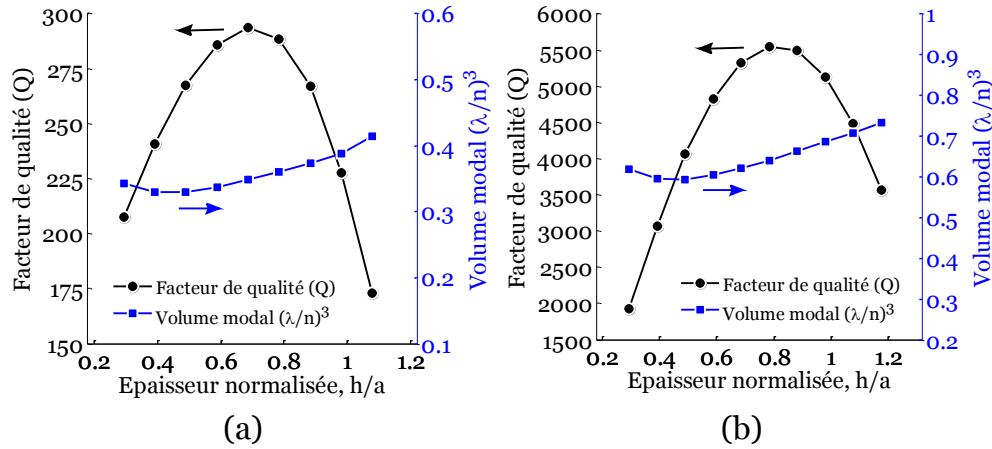 300
275
250
225
200
175
150
Facteur de qualité (Q)
0.6
0.5
0.4
0.3
0.2
0.1
Volume modal (λ/n)³
Facteur de qualité (Q)
Volume modal (λ/n)³
0.2 0.4 0.6 0.8 1 1.2
Epaisseur normalisée, h/a
(a)
6000
5500
5000
4500
4000
3500
3000
2500
2000
1500
Facteur de qualité (Q)
1
0.9
0.8
0.7
0.6
0.5
0.4
0.3
0.2
Volume modal (λ/n)³
Facteur de qualité (Q)
Volume modal (λ/n)³
0.2 0.4 0.6 0.8 1 1.2
Epaisseur normalisée, h/a
(b)